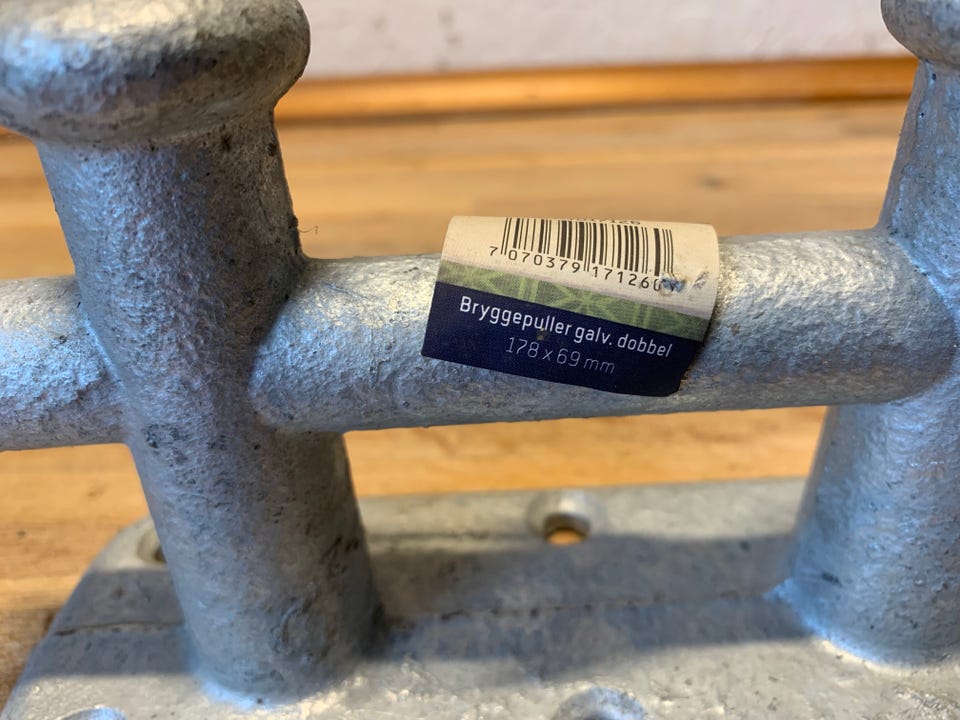 7 070379 171260
Bryggepuller galv. dobbel
178 x 69 mm